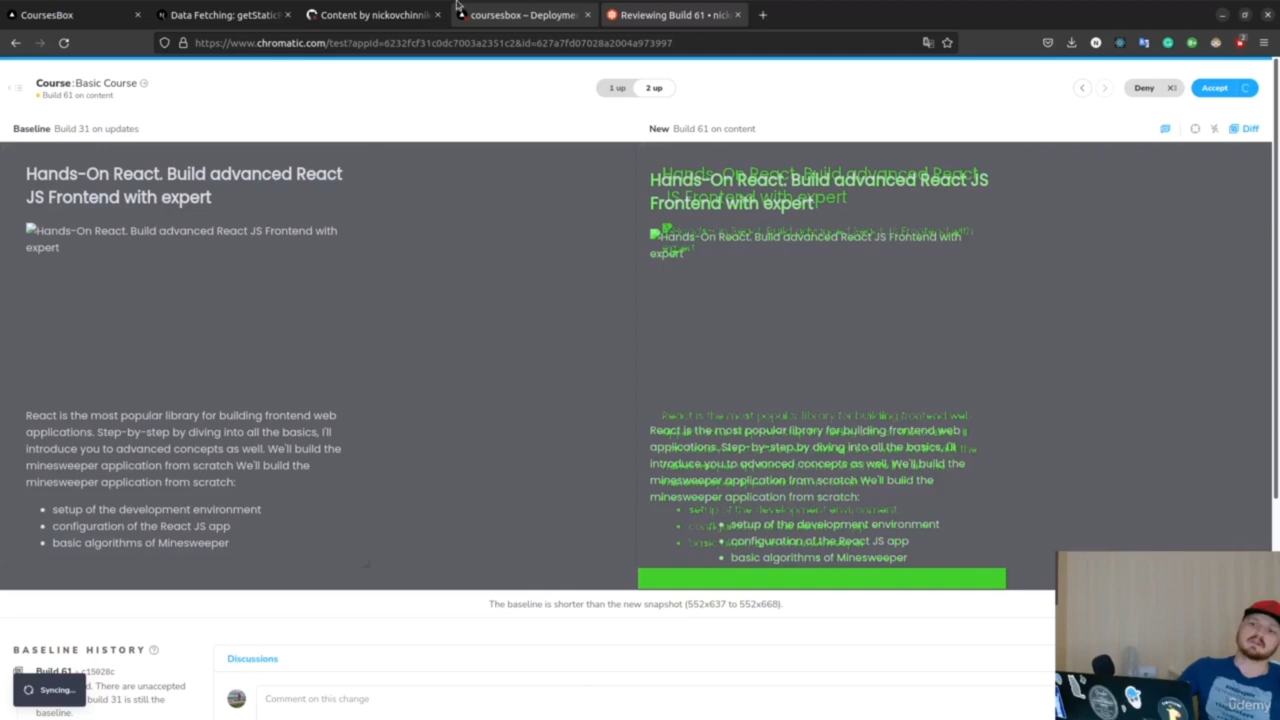 CoursesBox
Data Fetching: getStaticP
Content by nickovchinnik
coursesbox – Deployme
Reviewing Build 61 • nick
https://www.chromatic.com/test?appId=6232fcf31c0dc7003a2351c2&id=627a7fd07028a2004a973997
Course: Basic Course
Build 61 on content
1 up
2 up
Deny
Accept
Baseline Build 31 on updates
New Build 61 on content
Diff
Hands-On React. Build advanced React
JS Frontend with expert
Hands-On React. Build advanced React JS Frontend with
expert
React is the most popular library for building frontend web
applications. Step-by-step by diving into all the basics, I'll
introduce you to advanced concepts as well. We'll build the
minesweeper application from scratch We'll build the
minesweeper application from scratch:
setup of the development environment
configuration of the React JS app
basic algorithms of Minesweeper
Hands-On React. Build advanced React JS
Frontend with expert
Hands-On React. Build advanced React JS Frontend with
expert
React is the most popular library for building frontend web
applications. Step-by-step by diving into all the basics, I'll
introduce you to advanced concepts as well. We'll build the
minesweeper application from scratch We'll build the
minesweeper application from scratch:
setup of the development environment
configuration of the React JS app
basic algorithms of Minesweeper
The baseline is shorter than the new snapshot (552x637 to 552x668).
BASELINE HISTORY
Build 61 • c15028c
d. There are unaccepted
build 31 is still the
baseline.
Syncing...
Discussions
Comment on this change
udemy